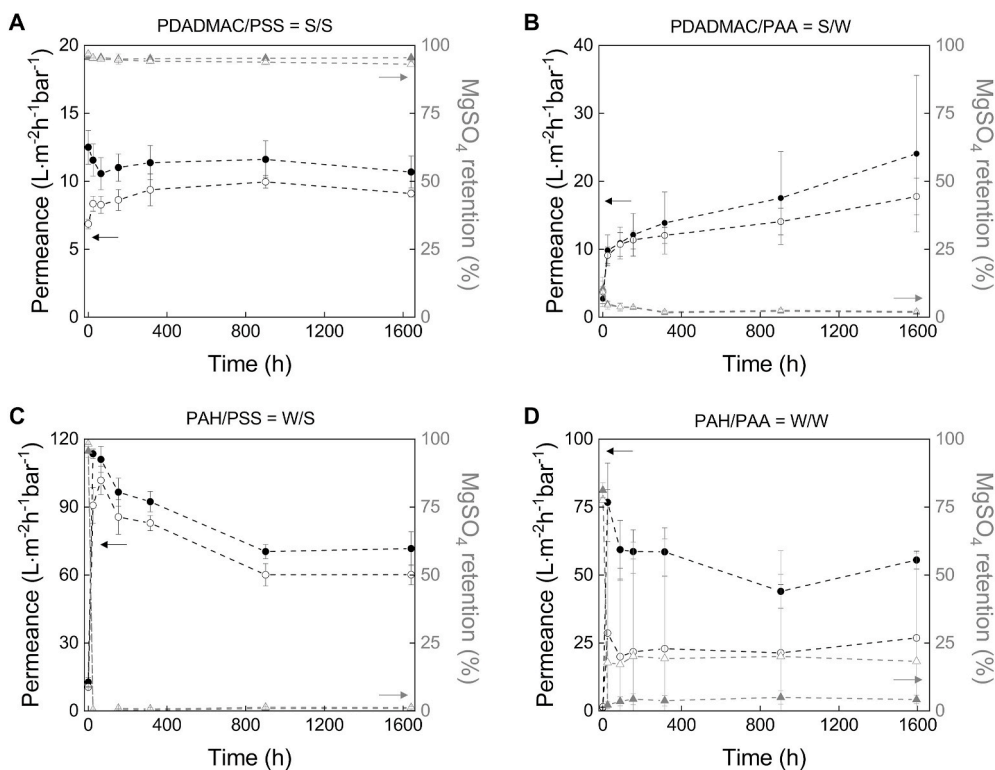 A
PDADMAC/PSS = S/S
Permeance (L·m⁻²h⁻¹bar⁻¹)
20
15
10
5
0
100
75
50
25
0
MgSO₄ retention (%)
0 400 800 1200 1600
Time (h)
B
PDADMAC/PAA = S/W
Permeance (L·m⁻²h⁻¹bar⁻¹)
40
30
20
10
0
100
75
50
25
0
MgSO₄ retention (%)
0 400 800 1200 1600
Time (h)
C
PAH/PSS = W/S
Permeance (L·m⁻²h⁻¹bar⁻¹)
120
90
60
30
0
100
75
50
25
0
MgSO₄ retention (%)
0 400 800 1200 1600
Time (h)
D
PAH/PAA = W/W
Permeance (L·m⁻²h⁻¹bar⁻¹)
100
75
50
25
0
100
75
50
25
0
MgSO₄ retention (%)
0 400 800 1200 1600
Time (h)